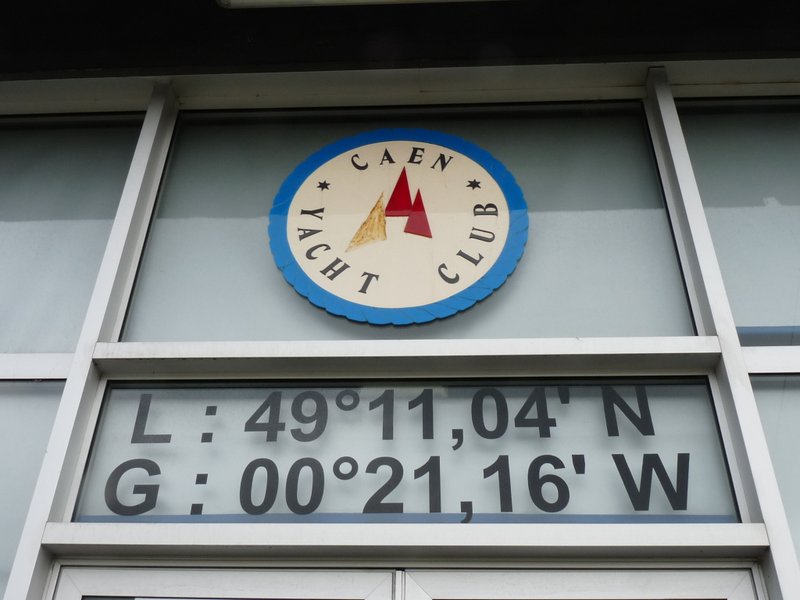 CAEN
YACHT CLUB
L : 49°11,04' N
G : 00°21,16' W